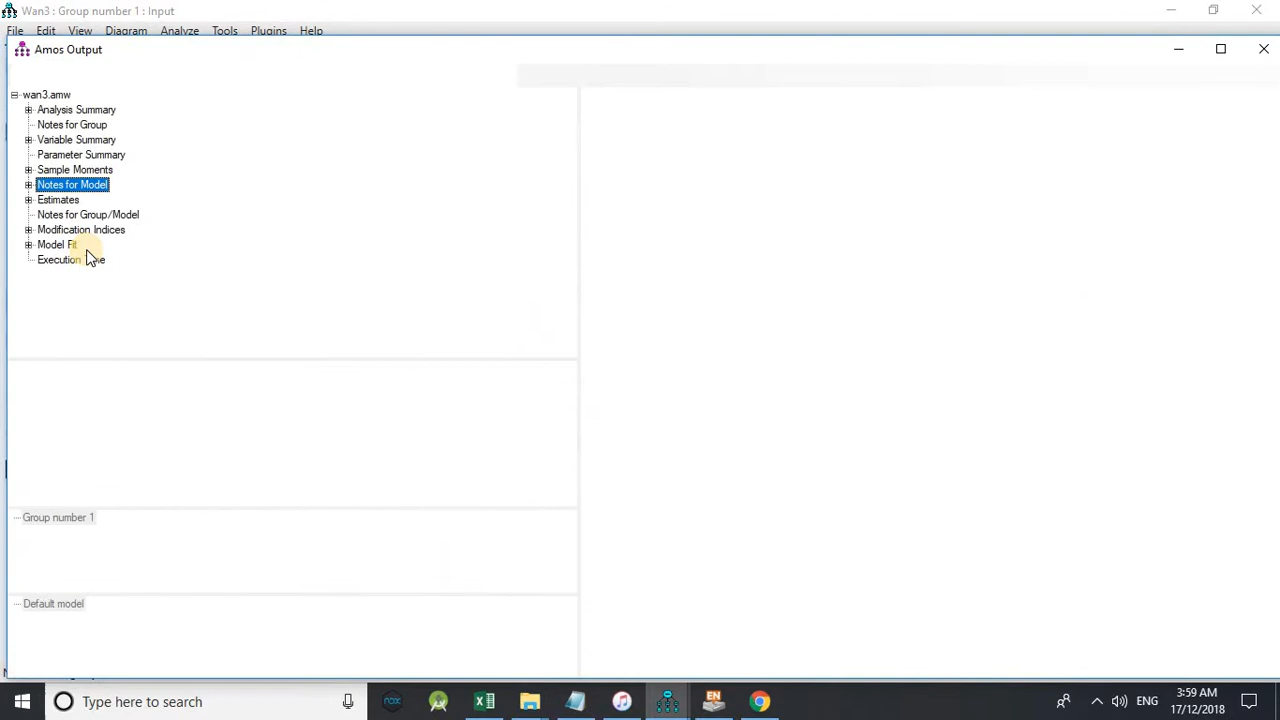 Wan3 : Group number 1 : Input
File Edit View Diagram Analyze Tools Plugins Help
Amos Output
wan3.amw
Analysis Summary
Notes for Group
Variable Summary
Parameter Summary
Sample Moments
Notes for Model
Estimates
Notes for Group/Model
Modification Indices
Model Fit
Execution
Group number 1
Default model
Type here to search
nox
EN
ENG
3:59 AM
17/12/2018